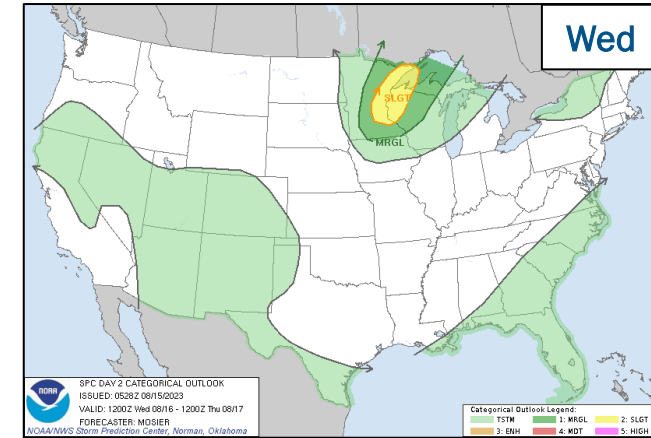 Wed
SLGT
MRGL
NOAA
SPC DAY 2 CATEGORICAL OUTLOOK
ISSUED: 0528Z 08/15/2023
VALID: 1200Z Wed 08/16 - 1200Z Thu 08/17
FORECASTER: MOSIER
NOAA/NWS Storm Prediction Center, Norman, Oklahoma
Categorical Outlook Legend:
TSTM 1: MRGL 2: SLGT
3: ENH 4: MDT 5: HIGH